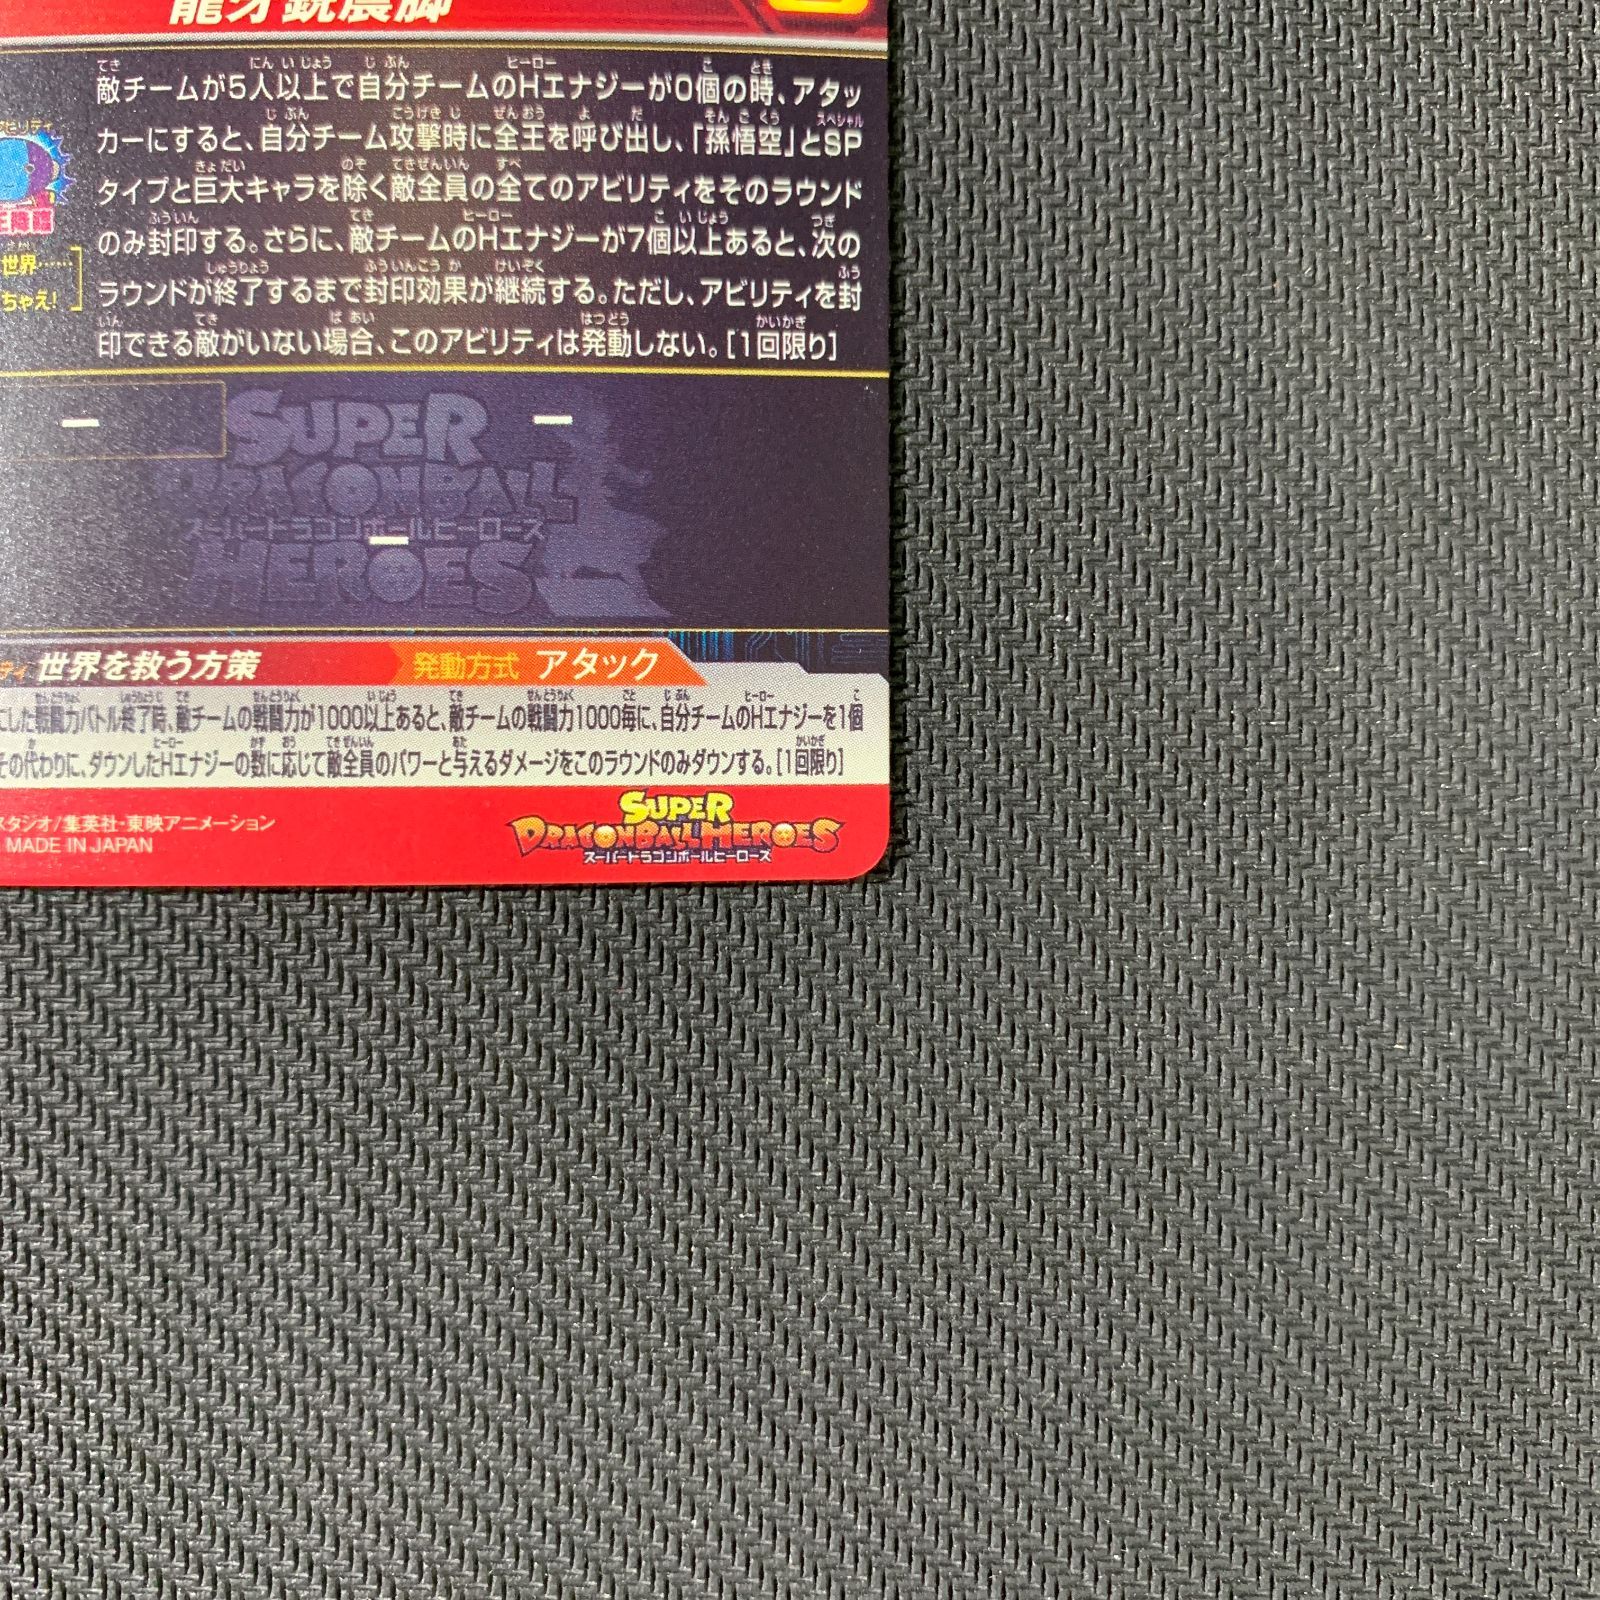 龍牙銃震脚
敵チームが5人以上で自分チームのHエナジーが0個の時、アタッ
カーにすると、自分チーム攻撃時に全王を呼び出し、「孫悟空」とSP
タイプと巨大キャラを除く敵全員の全てのアビリティをそのラウンド
のみ封印する。さらに、敵チームのHエナジーが7個以上あると、次の
ラウンドが終了するまで封印効果が継続する。ただし、アビリティを封
印できる敵がいない場合、このアビリティは発動しない。[1回限り]
ビリティ
世界……
ちゃえ!
SUPER
DRAGONBALL
スーパードラゴンボールヒーローズ
HEROES
ティ 世界を救う方策 発動方式 アタック
した戦闘力バトル終了時、敵チームの戦闘力が1000以上あると、敵チームの戦闘力1000毎に、自分チームのHエナジーを1個
その代わりに、ダウンしたHエナジーの数に応じて敵全員のパワーと与えるダメージをこのラウンドのみダウンする。[1回限り]
スタジオ/集英社・東映アニメーション
MADE IN JAPAN
SUPER
DRAGONBALL HEROES
スーパードラゴンボールヒーローズ